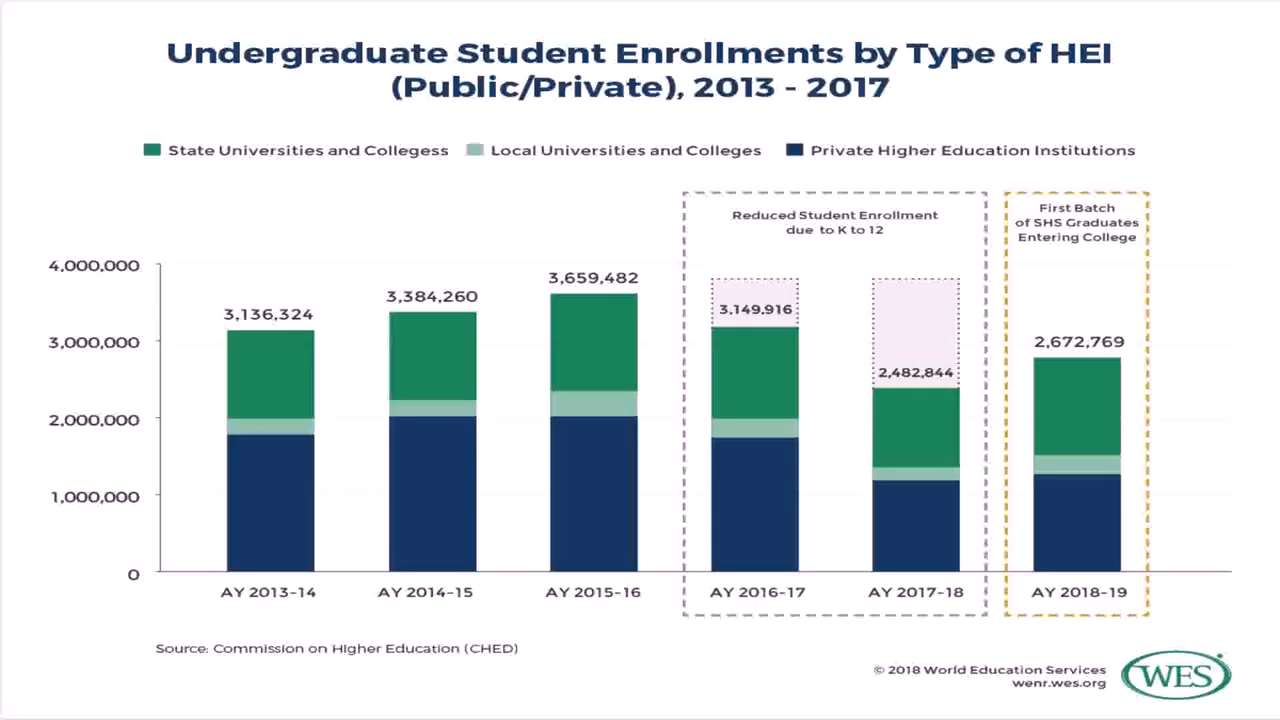 Undergraduate Student Enrollments by Type of HEI
(Public/Private), 2013 - 2017
State Universities and Collegess
Local Universities and Colleges
Private Higher Education Institutions
Reduced Student Enrollment
due to K to 12
First Batch
of SHS Graduates
Entering College
4,000,000
3,000,000
2,000,000
1,000,000
0
3,136,324
3,384,260
3,659,482
3,149.916
2,482,844
2,672,769
AY 2013-14
AY 2014-15
AY 2015-16
AY 2016-17
AY 2017-18
AY 2018-19
Source: Commission on Higher Education (CHED)
© 2018 World Education Services
wenr.wes.org
WES